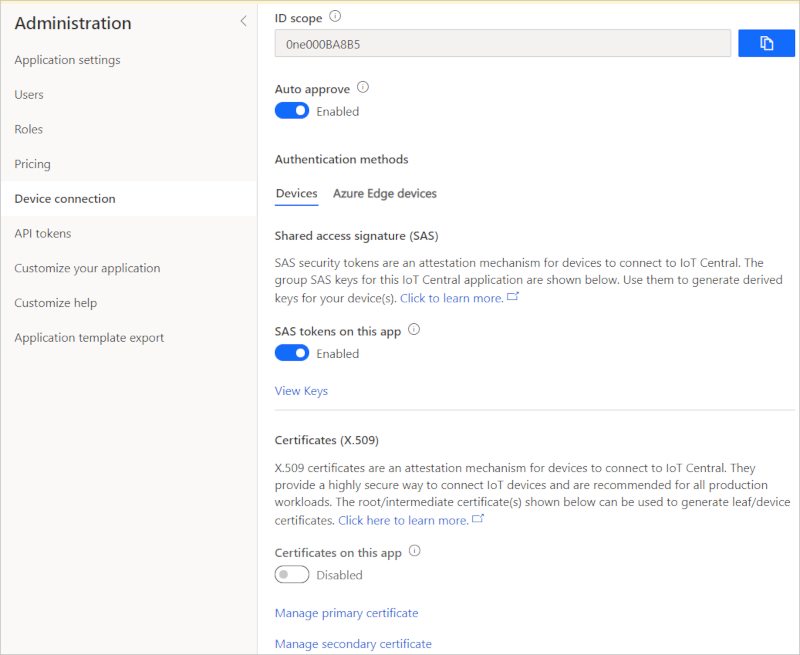 Administration
Application settings
Users
Roles
Pricing
Device connection
API tokens
Customize your application
Customize help
Application template export
ID scope
0ne000BA8B5
Auto approve
Enabled
Authentication methods
Devices Azure Edge devices
Shared access signature (SAS)
SAS security tokens are an attestation mechanism for devices to connect to IoT Central. The
group SAS keys for this IoT Central application are shown below. Use them to generate derived
keys for your device(s). Click to learn more.
SAS tokens on this app
Enabled
View Keys
Certificates (X.509)
X.509 certificates are an attestation mechanism for devices to connect to IoT Central. They
provide a highly secure way to connect IoT devices and are recommended for all production
workloads. The root/intermediate certificate(s) shown below can be used to generate leaf/device
certificates. Click here to learn more.
Certificates on this app
Disabled
Manage primary certificate
Manage secondary certificate